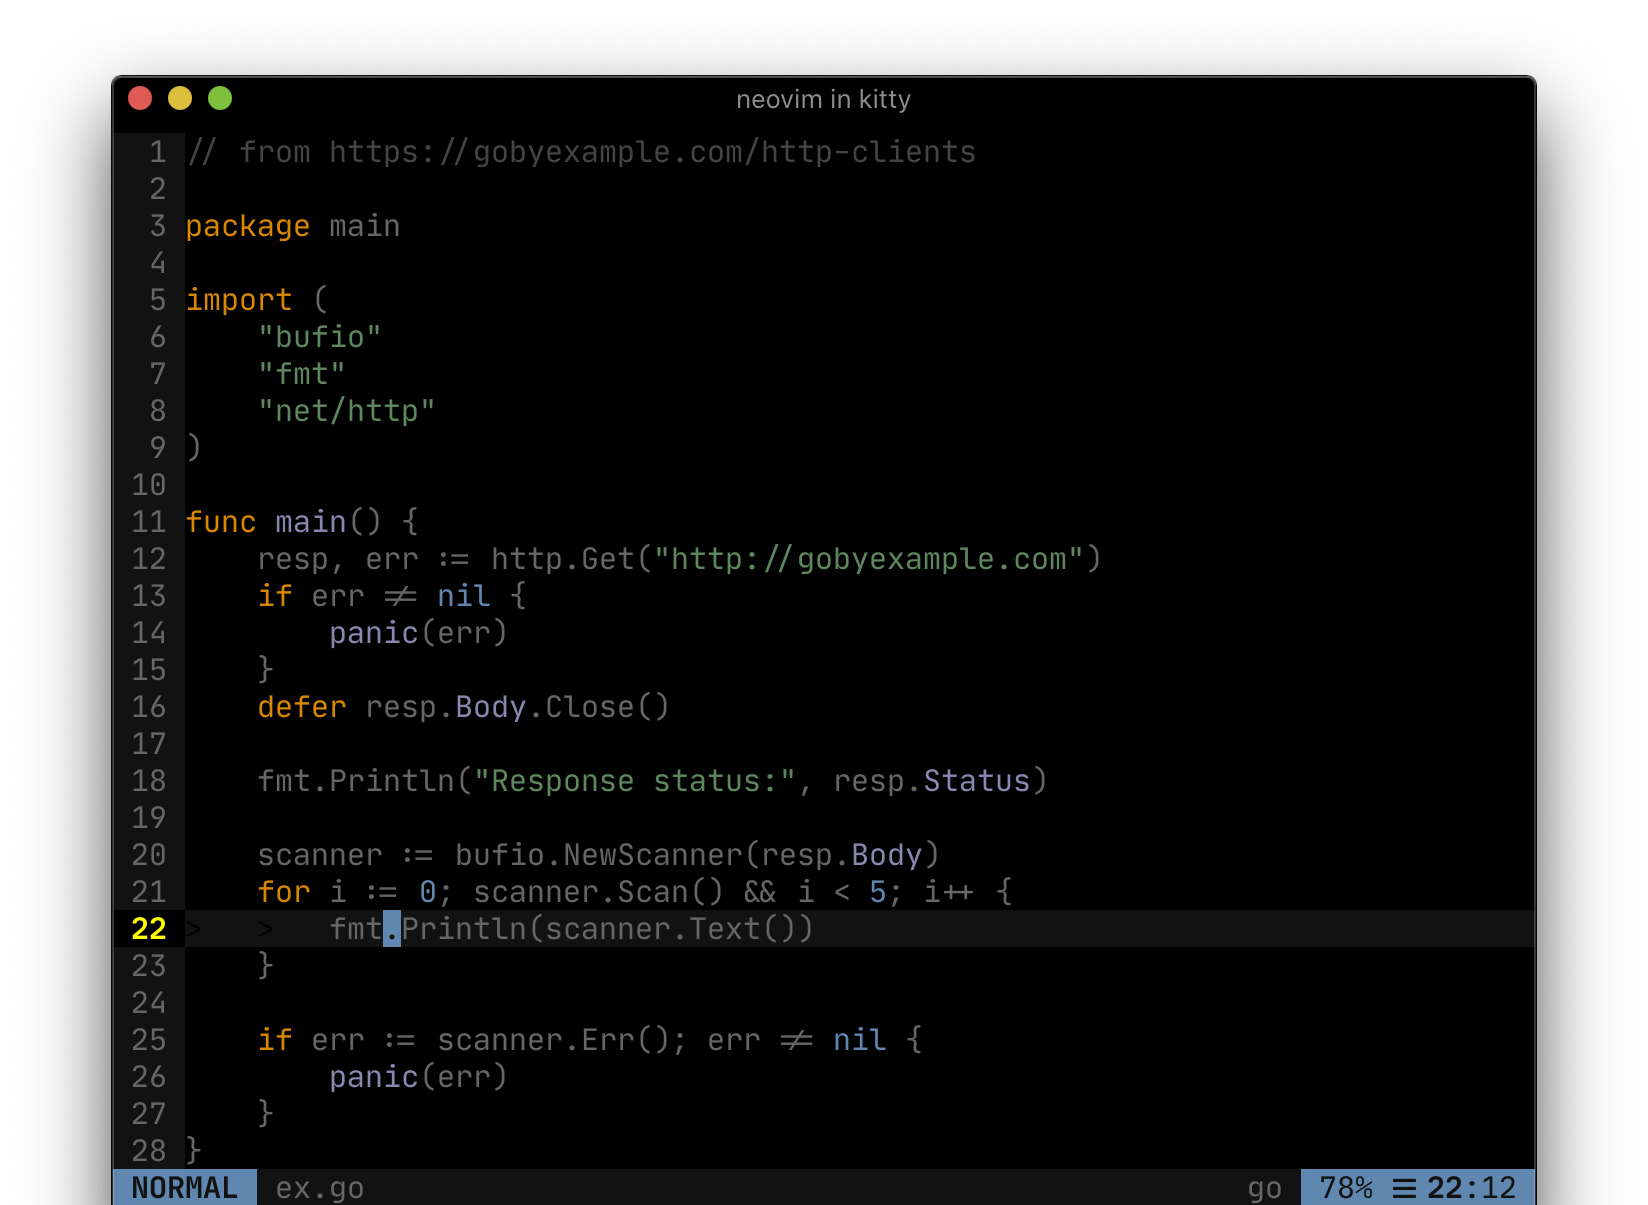 neovim in kitty
1 // from https://gobyexample.com/http-clients
2
3 package main
4
5 import (
6     "bufio"
7     "fmt"
8     "net/http"
9 )
10
11 func main() {
12     resp, err := http.Get("http://gobyexample.com")
13     if err != nil {
14         panic(err)
15     }
16     defer resp.Body.Close()
17
18     fmt.Println("Response status:", resp.Status)
19
20     scanner := bufio.NewScanner(resp.Body)
21     for i := 0; scanner.Scan() && i < 5; i++ {
22 >   >   fmt.Println(scanner.Text())
23     }
24
25     if err := scanner.Err(); err != nil {
26         panic(err)
27     }
28 }
NORMAL ex.go go 78% ☰ 22:12